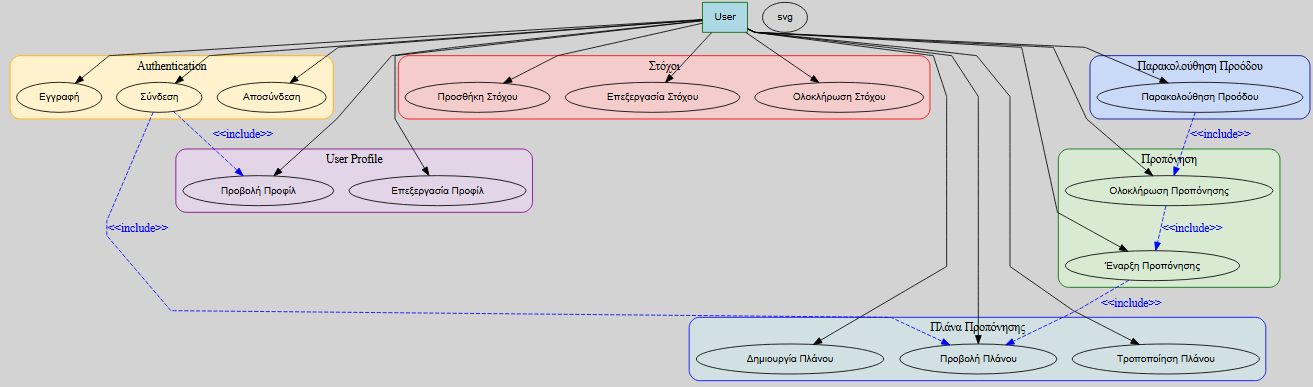 User
svg
Authentication
Εγγραφή
Σύνδεση
Αποσύνδεση
Στόχοι
Προσθήκη Στόχου
Επεξεργασία Στόχου
Ολοκλήρωση Στόχου
Παρακολούθηση Προόδου
Παρακολούθηση Προόδου
<<include>>
<<include>>
User Profile
Προβολή Προφίλ
Επεξεργασία Προφίλ
Προπόνηση
Ολοκλήρωση Προπόνησης
<<include>>
<<include>>
Έναρξη Προπόνησης
<<include>>
Πλάνα Προπόνησης
Δημιουργία Πλάνου
Προβολή Πλάνου
Τροποποίηση Πλάνου